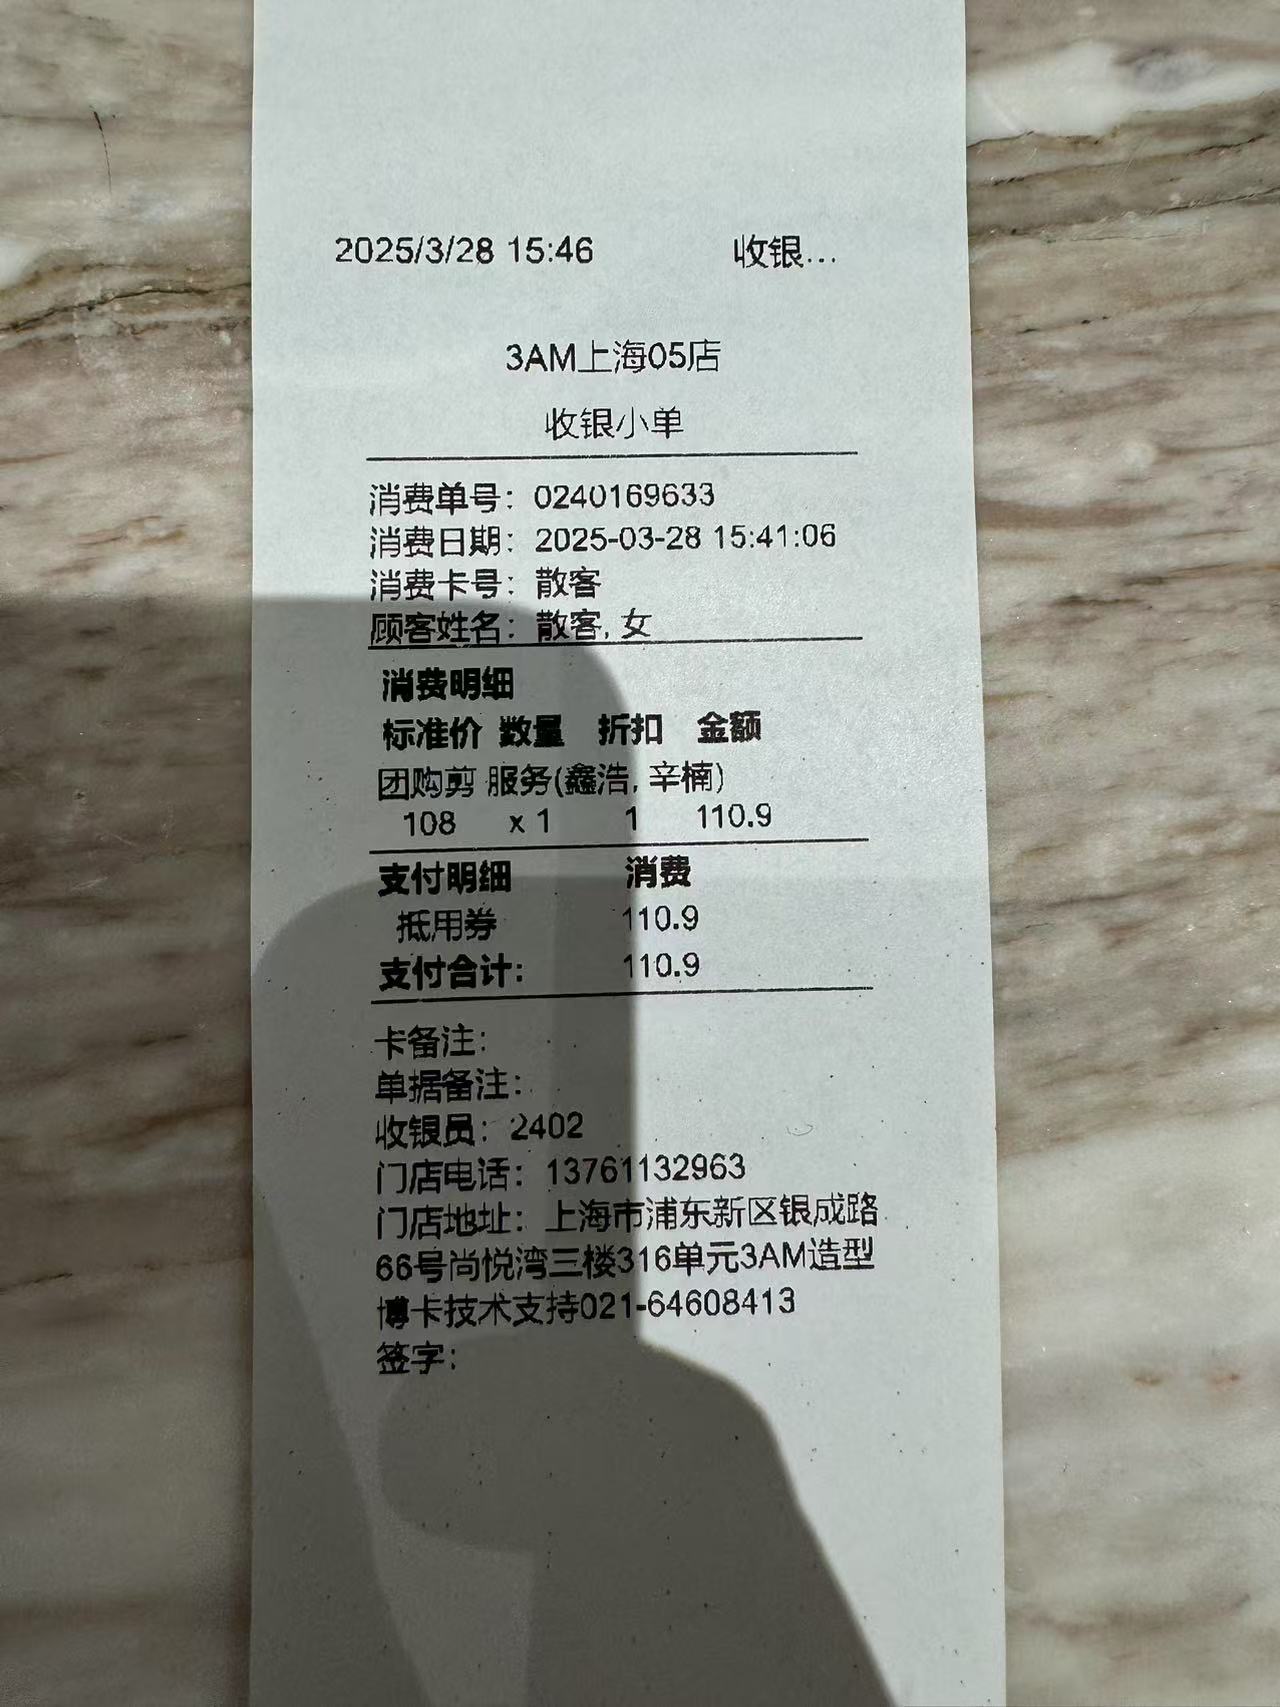 2025/3/28 15:46 收银...
3AM上海05店
收银小单
消费单号：0240169633
消费日期：2025-03-28 15:41:06
消费卡号：散客
顾客姓名：散客, 女
消费明细
标准价 数量 折扣 金额
团购剪 服务(鑫浩, 辛楠)
108 x 1 1 110.9
支付明细 消费
抵用券 110.9
支付合计: 110.9
卡备注:
单据备注:
收银员：2402
门店电话：13761132963
门店地址：上海市浦东新区银成路
66号尚悦湾三楼316单元3AM造型
博卡技术支持021-64608413
签字: